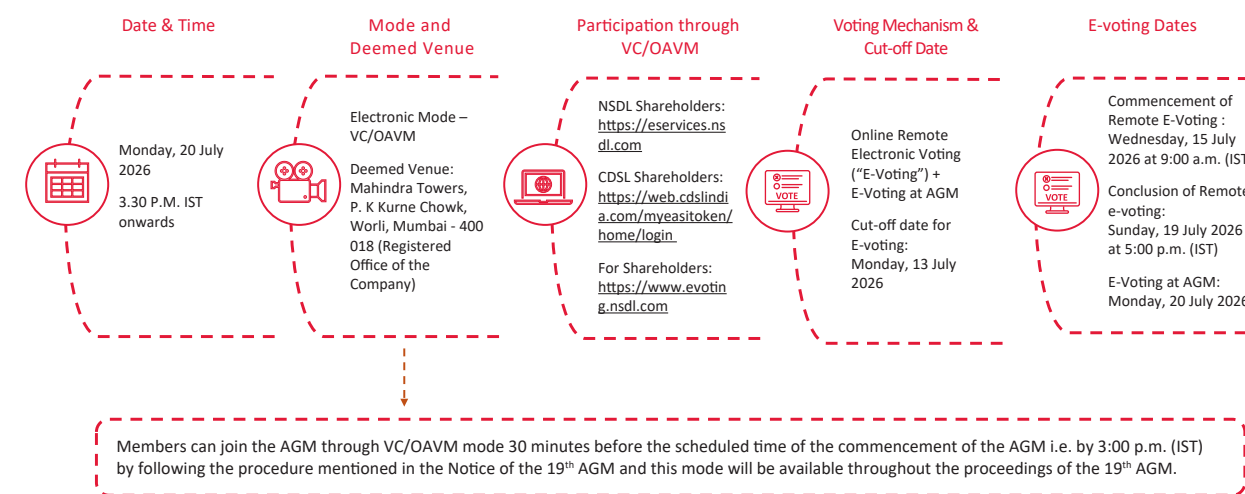 Date & Time
Monday, 20 July
2026
3.30 P.M. IST
onwards
Mode and
Deemed Venue
Electronic Mode –
VC/OAVM
Deemed Venue:
Mahindra Towers,
P. K Kurne Chowk,
Worli, Mumbai - 400
018 (Registered
Office of the
Company)
Participation through
VC/OAVM
NSDL Shareholders:
https://eservices.ns
dl.com
CDSL Shareholders:
https://web.cdslindi
a.com/myeasitoken/
home/login
For Shareholders:
https://www.evotin
g.nsdl.com
Voting Mechanism &
Cut-off Date
VOTE
Online Remote
Electronic Voting
(“E-Voting”) +
E-Voting at AGM
Cut-off date for
E-voting:
Monday, 13 July
2026
E-voting Dates
VOTE
Commencement of
Remote E-Voting :
Wednesday, 15 July
2026 at 9:00 a.m. (IST
Conclusion of Remote
e-voting:
Sunday, 19 July 2026
at 5:00 p.m. (IST)
E-Voting at AGM:
Monday, 20 July 2026
Members can join the AGM through VC/OAVM mode 30 minutes before the scheduled time of the commencement of the AGM i.e. by 3:00 p.m. (IST)
by following the procedure mentioned in the Notice of the 19th AGM and this mode will be available throughout the proceedings of the 19th AGM.